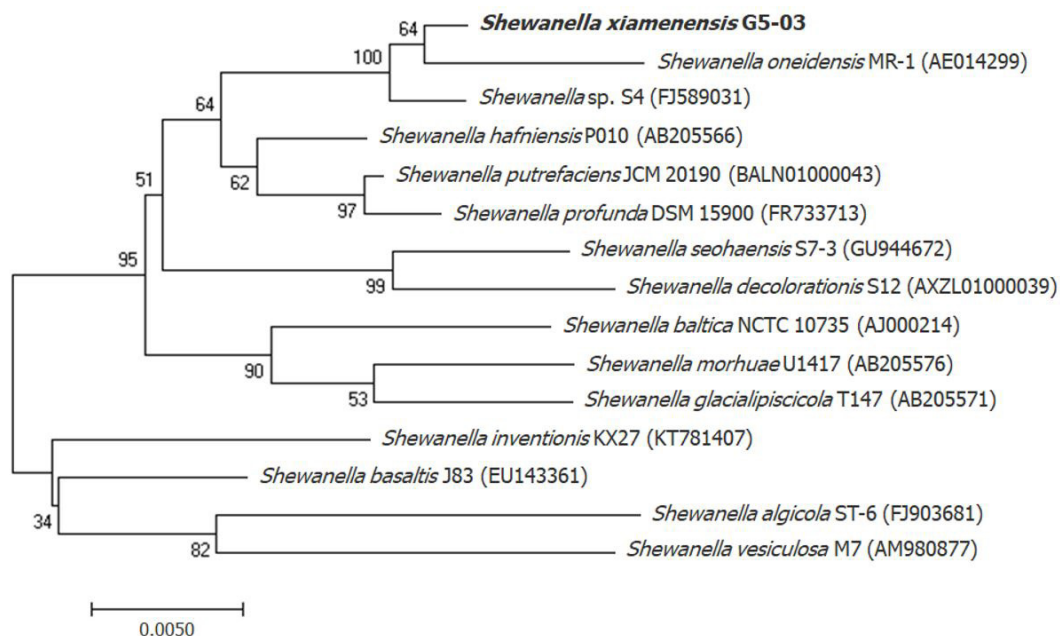 Shewanella xiamenensis G5-03
64
Shewanella oneidensis MR-1 (AE014299)
100
Shewanella sp. S4 (FJ589031)
64
Shewanella hafniensis P010 (AB205566)
51
62
Shewanella putrefaciens JCM 20190 (BALN01000043)
97
Shewanella profunda DSM 15900 (FR733713)
95
Shewanella seohaensis S7-3 (GU944672)
99
Shewanella decolorationis S12 (AXZL01000039)
Shewanella baltica NCTC 10735 (AJ000214)
90
Shewanella morhuae U1417 (AB205576)
53
Shewanella glacialipiscicola T147 (AB205571)
Shewanella inventionis KX27 (KT781407)
Shewanella basaltis J83 (EU143361)
34
Shewanella algicola ST-6 (FJ903681)
82
Shewanella vesiculosa M7 (AM980877)
0.0050